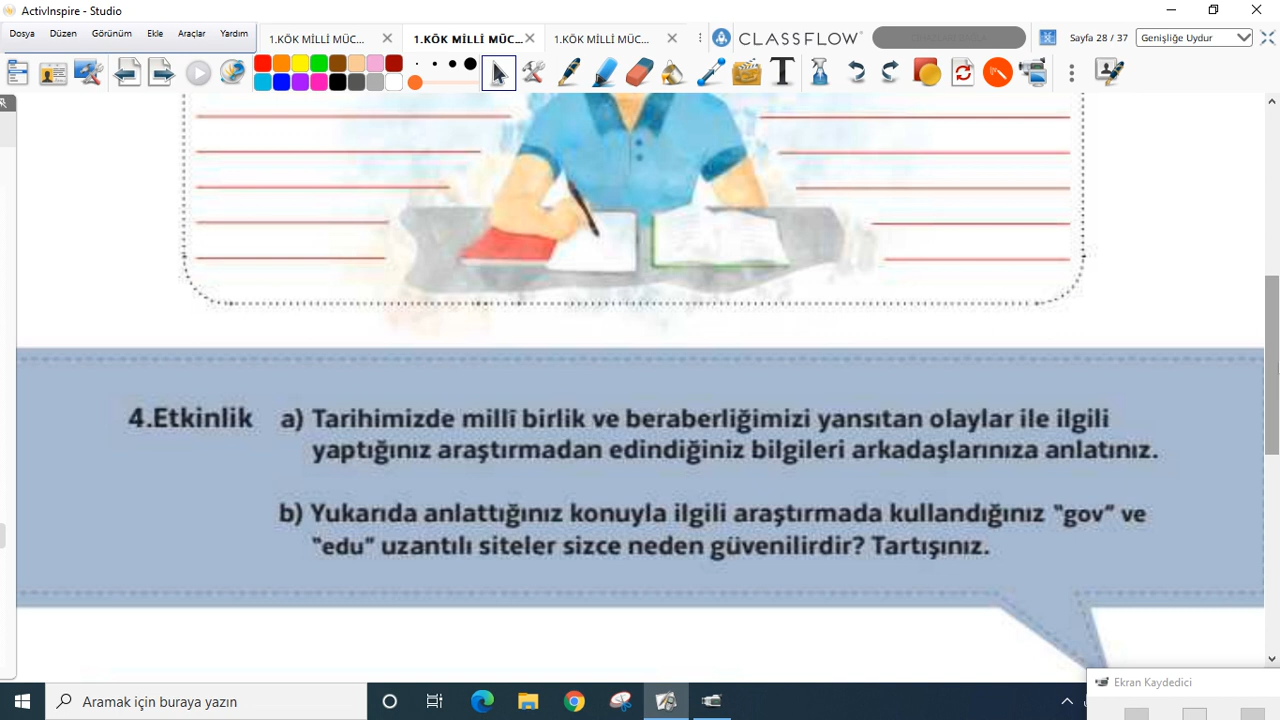 ActivInspire - Studio
Dosya Düzen Görünüm Ekle Araçlar Yardım
1.KÖK MİLLİ MÜC... 1.KÖK MİLLİ MÜC... 1.KÖK MİLLİ MÜC...
CLASSFLOW
Sayfa 28 / 37 Genişliğe Uydur
4.Etkinlik a) Tarihimizde millî birlik ve beraberliğimizi yansıtan olaylar ile ilgili
yaptığınız araştırmadan edindiğiniz bilgileri arkadaşlarınıza anlatınız.
b) Yukarıda anlattığınız konuyla ilgili araştırmada kullandığınız "gov" ve
"edu" uzantılı siteler sizce neden güvenilirdir? Tartışınız.
Ekran Kaydedici
Aramak için buraya yazın